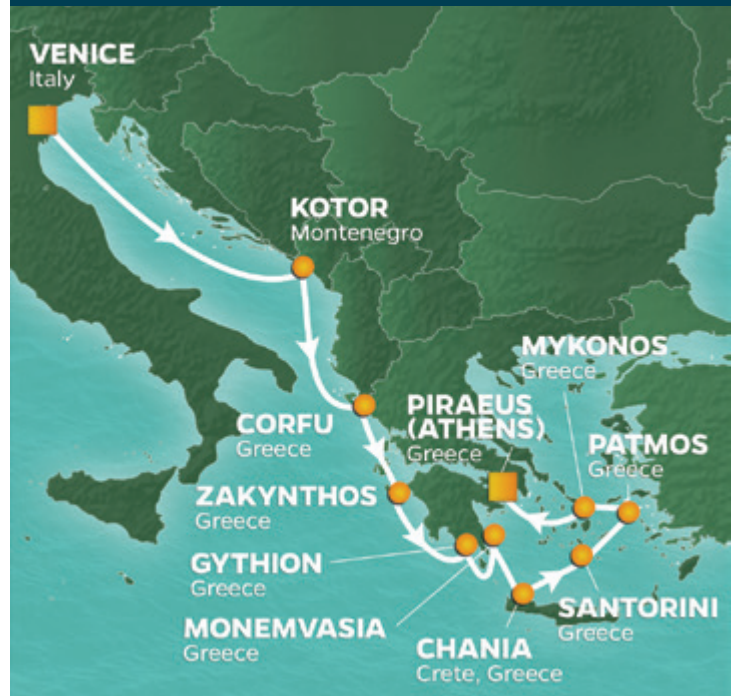 VENICE
Italy
KOTOR
Montenegro
MYKONOS
Greece
CORFU
Greece
PIRAEUS
(ATHENS)
Greece
PATMOS
Greece
ZAKYNTHOS
Greece
GYTHION
Greece
MONEMVASIA
Greece
CHANIA
Crete, Greece
SANTORINI
Greece